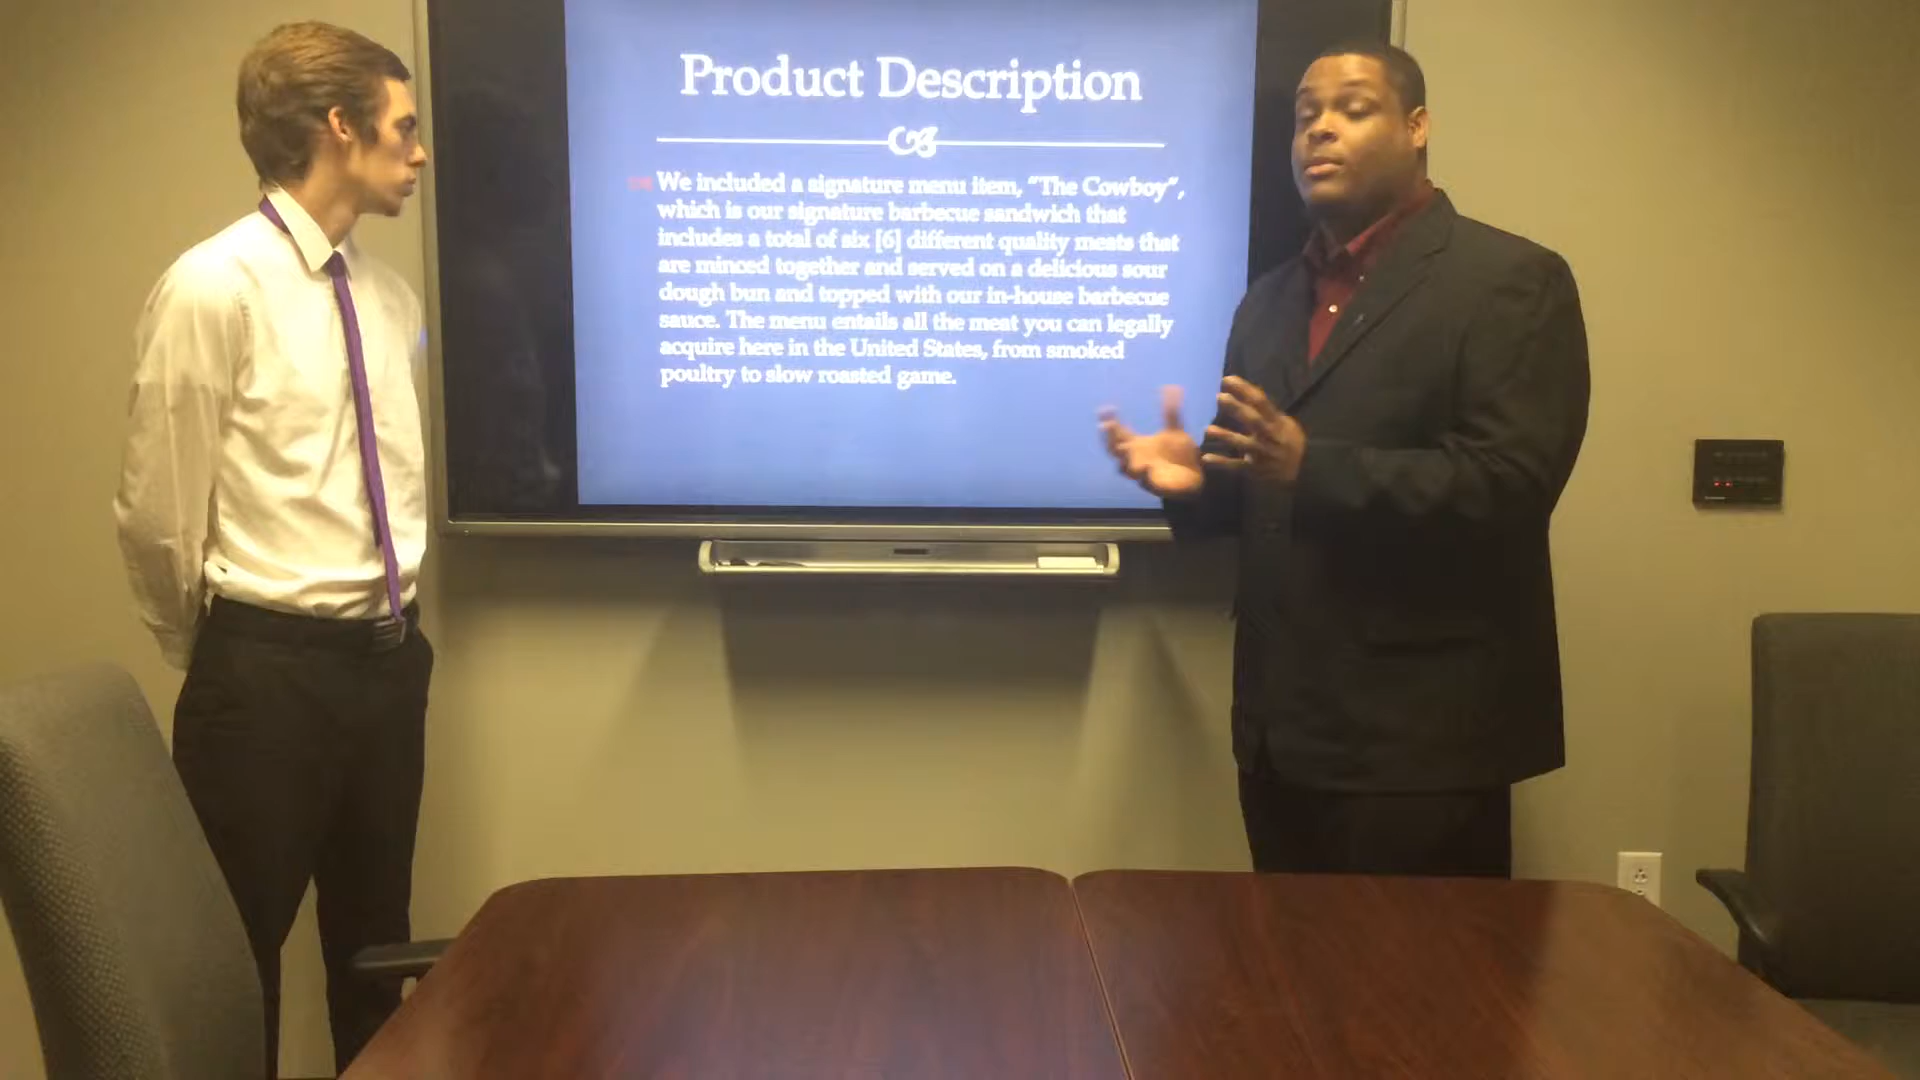 Product Description
We included a signature menu item, “The Cowboy”,
which is our signature barbecue sandwich that
includes a total of six [6] different quality meats that
are minced together and served on a delicious sour
dough bun and topped with our in-house barbecue
sauce. The menu entails all the meat you can legally
acquire here in the United States, from smoked
poultry to slow roasted game.